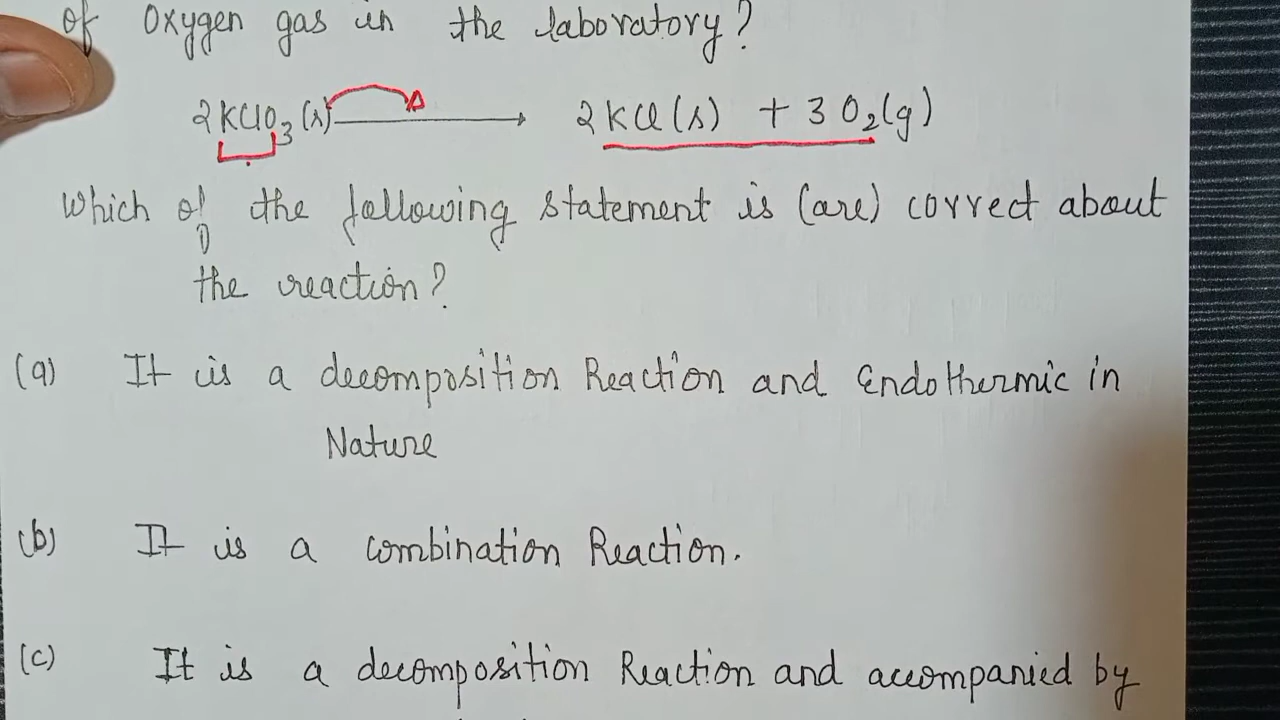 of Oxygen gas in the laboratory?
2KClO₃(s) Δ→ 2KCl(s) + 3O₂(g)
Which of the following statement is (are) correct about
the reaction?
(a) It is a decomposition Reaction and Endothermic in
Nature
(b) It is a combination Reaction.
(c) It is a decomposition Reaction and accompanied by